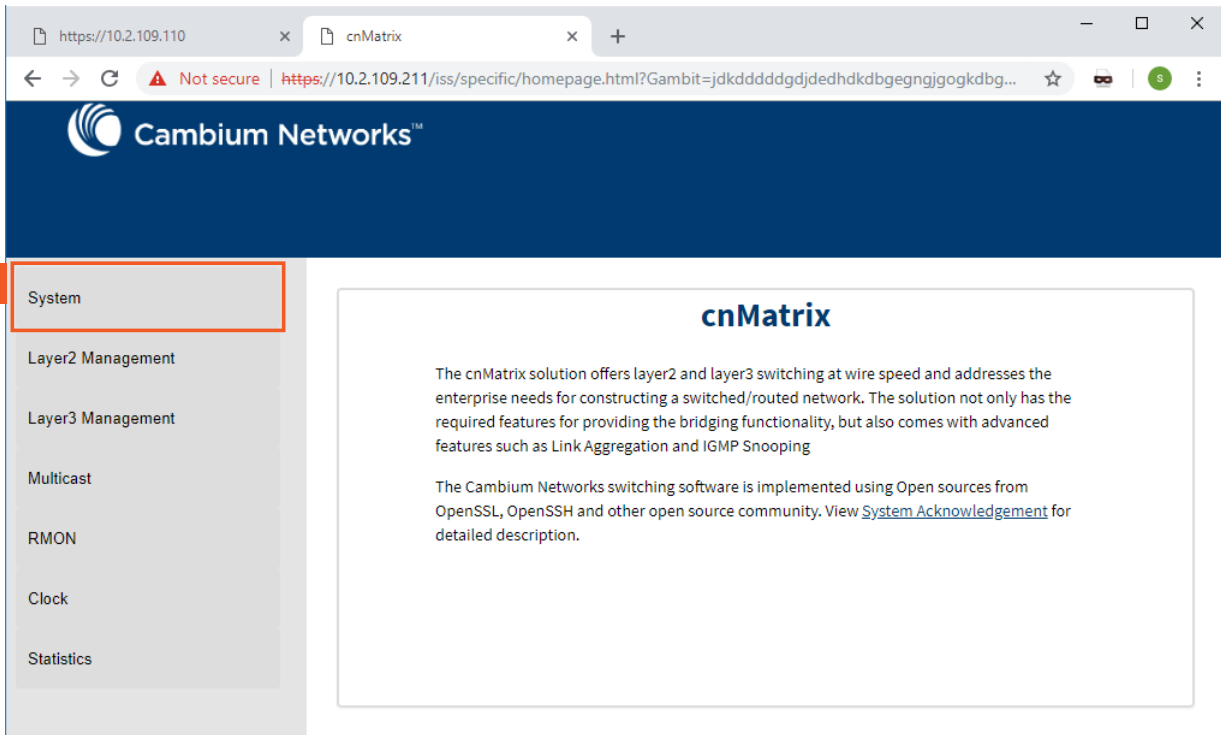 https://10.2.109.110
cnMatrix
Not secure | https://10.2.109.211/iss/specific/homepage.html?Gambit=jdkdddddgdjdedhdkdbgegngjgogkdbg...
S
Cambium Networks™
System
Layer2 Management
Layer3 Management
Multicast
RMON
Clock
Statistics
cnMatrix
The cnMatrix solution offers layer2 and layer3 switching at wire speed and addresses the
enterprise needs for constructing a switched/routed network. The solution not only has the
required features for providing the bridging functionality, but also comes with advanced
features such as Link Aggregation and IGMP Snooping
The Cambium Networks switching software is implemented using Open sources from
OpenSSL, OpenSSH and other open source community. View System Acknowledgement for
detailed description.